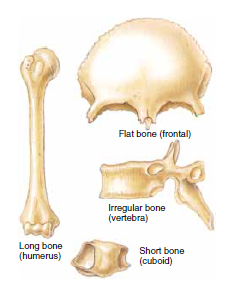 Flat bone (frontal)
Irregular bone
(vertebra)
Long bone
(humerus)
Short bone
(cuboid)